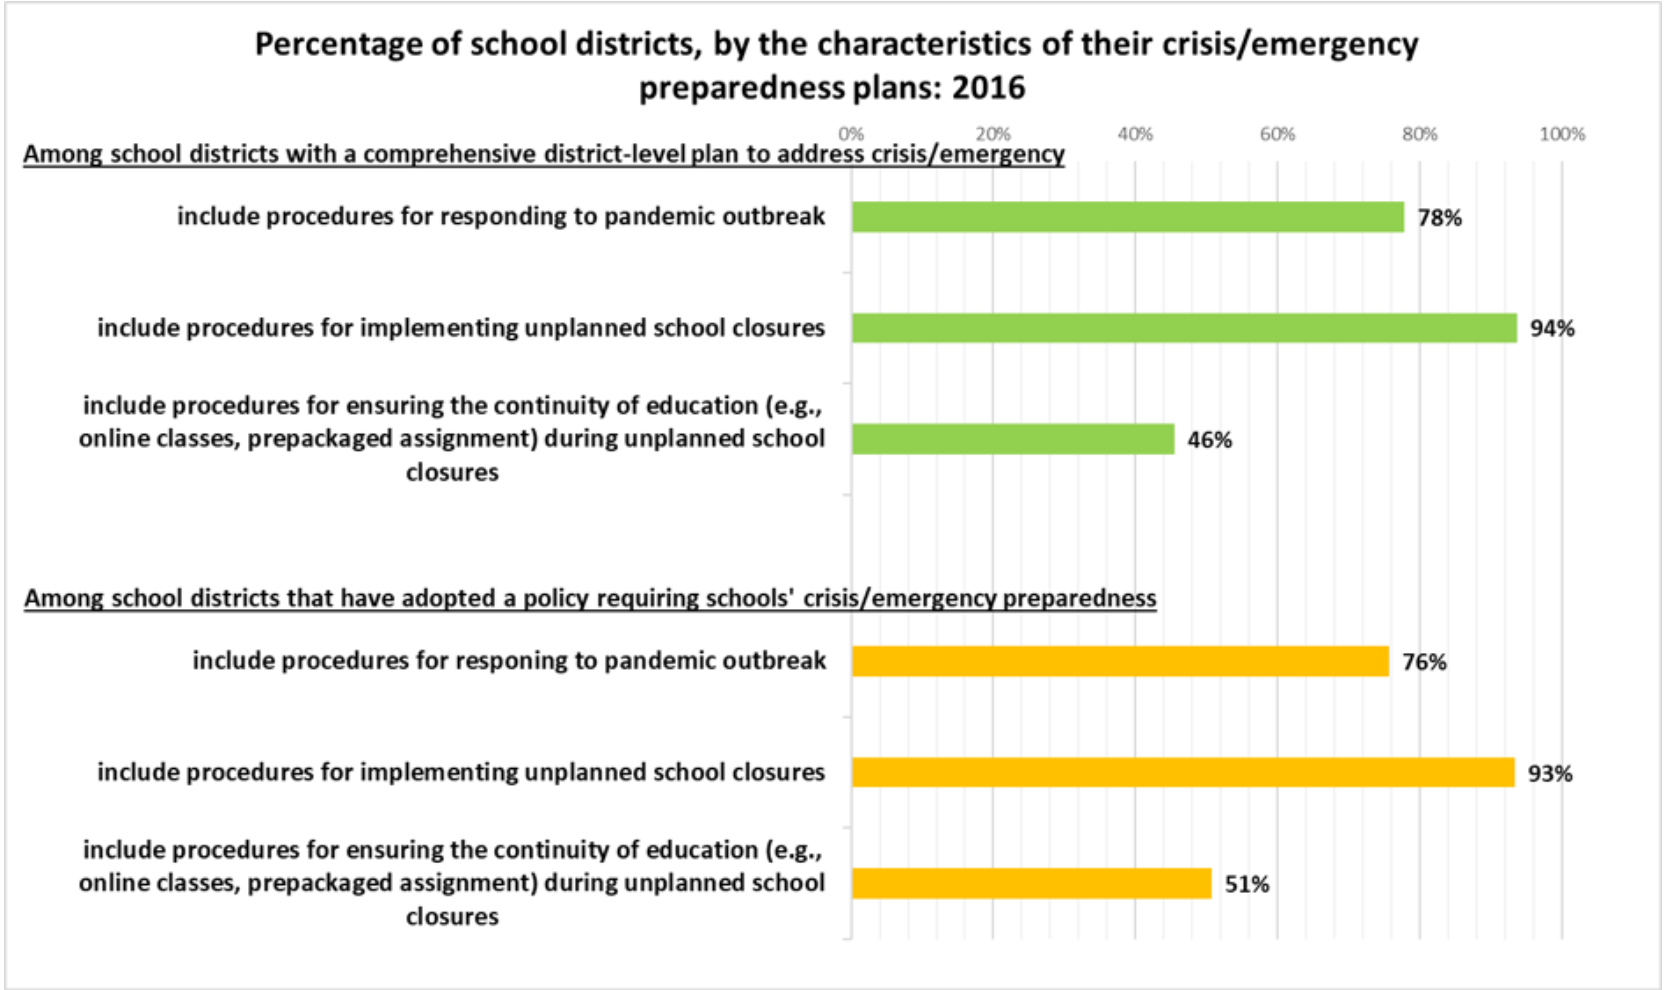 Percentage of school districts, by the characteristics of their crisis/emergency
preparedness plans: 2016
0% 20% 40% 60% 80% 100%
Among school districts with a comprehensive district-level plan to address crisis/emergency
include procedures for responding to pandemic outbreak 78%
include procedures for implementing unplanned school closures 94%
include procedures for ensuring the continuity of education (e.g.,
online classes, prepackaged assignment) during unplanned school 46%
closures
Among school districts that have adopted a policy requiring schools' crisis/emergency preparedness
include procedures for responing to pandemic outbreak 76%
include procedures for implementing unplanned school closures 93%
include procedures for ensuring the continuity of education (e.g.,
online classes, prepackaged assignment) during unplanned school 51%
closures